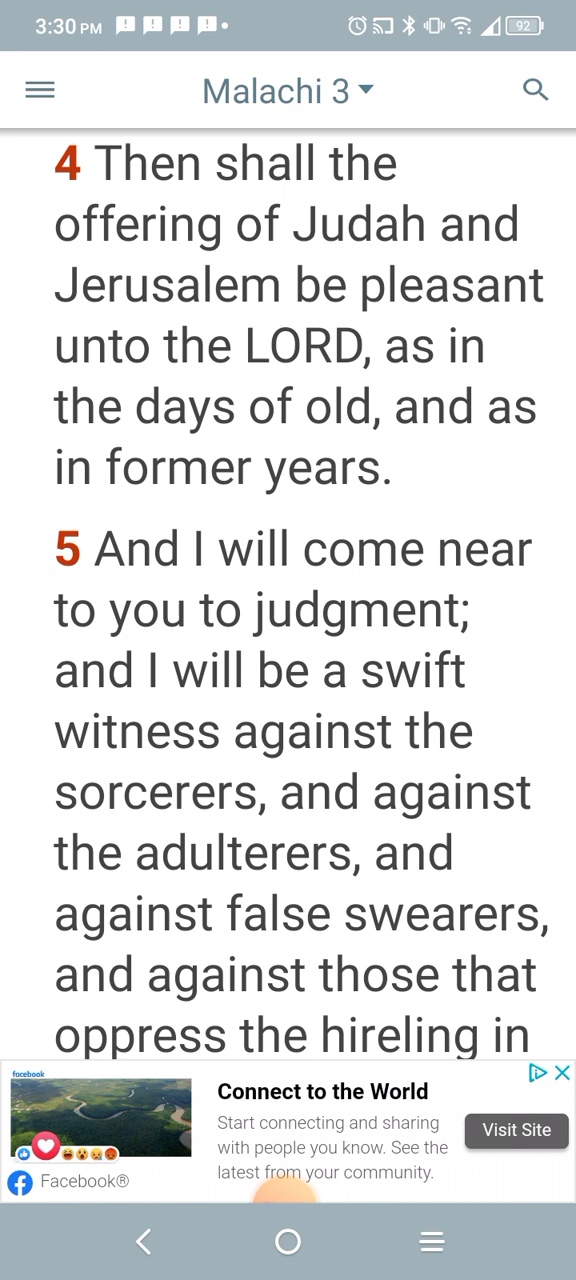 3:30 PM
92
Malachi 3
4 Then shall the
offering of Judah and
Jerusalem be pleasant
unto the LORD, as in
the days of old, and as
in former years.
5 And I will come near
to you to judgment;
and I will be a swift
witness against the
sorcerers, and against
the adulterers, and
against false swearers,
and against those that
oppress the hireling in
facebook
Connect to the World
Start connecting and sharing
with people you know. See the
latest from your community.
Visit Site
Facebook®